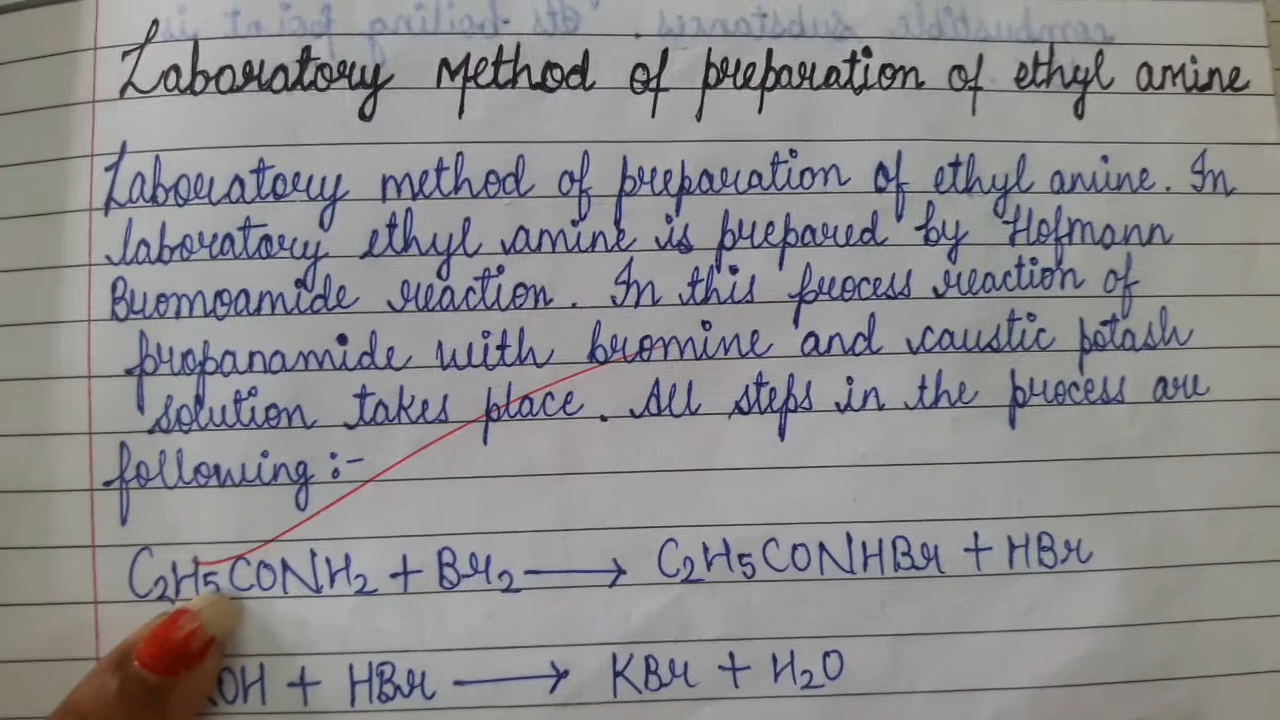 Laboratory Method of preparation of ethyl amine
Laboratory method of preparation of ethyl amine. In
laboratory ethyl amine is prepared by Hofmann
Bromoamide reaction. In this process reaction of
propanamide with bromine and caustic potash
solution takes place. All steps in the process are
following :-
C2H5CONH2 + Br2 ⟶ C2H5CONHBr + HBr
OH + HBr ⟶ KBr + H2O